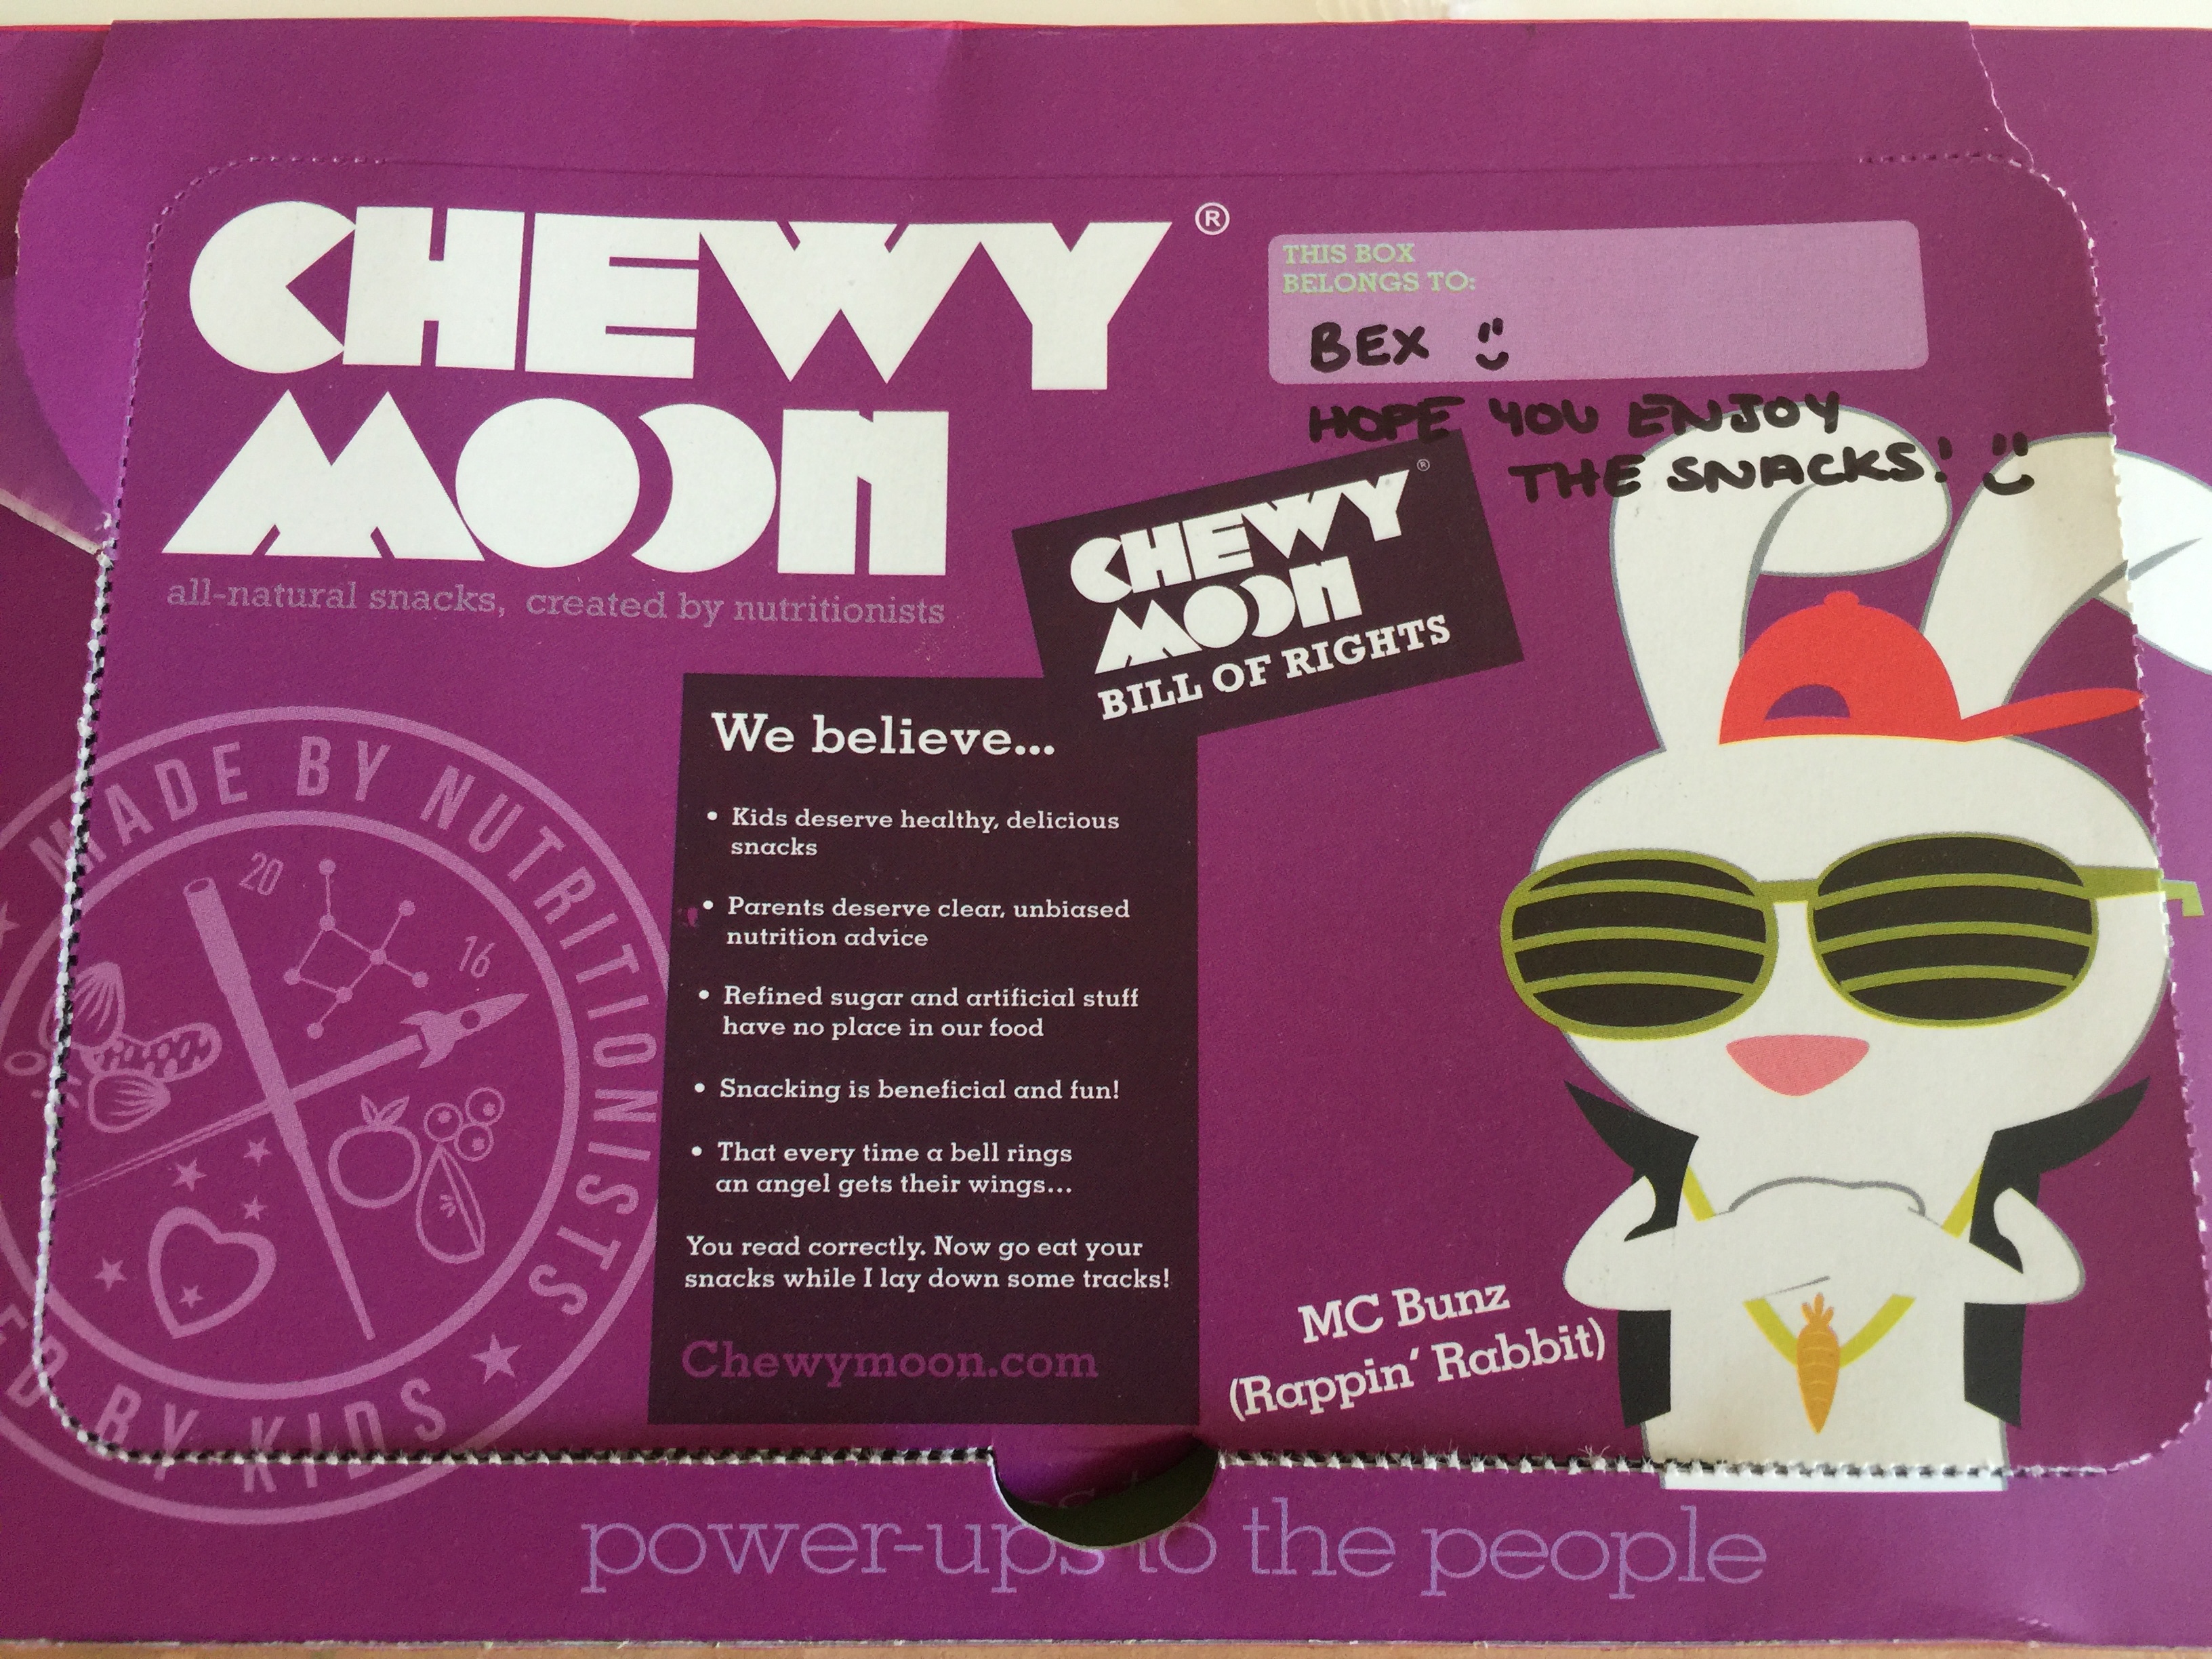 CHEWY ®
MOON
all-natural snacks, created by nutritionists
THIS BOX
BELONGS TO:
BEX
HOPE YOU ENJOY
THE SNACKS!
CHEWY ®
MOON
BILL OF RIGHTS
We believe...
• Kids deserve healthy, delicious
snacks
• Parents deserve clear, unbiased
nutrition advice
• Refined sugar and artificial stuff
have no place in our food
• Snacking is beneficial and fun!
• That every time a bell rings
an angel gets their wings...
You read correctly. Now go eat your
snacks while I lay down some tracks!
Chewymoon.com
MADE BY NUTRITIONISTS
20 16
BY KIDS
MC Bunz
(Rappin' Rabbit)
power-ups to the people